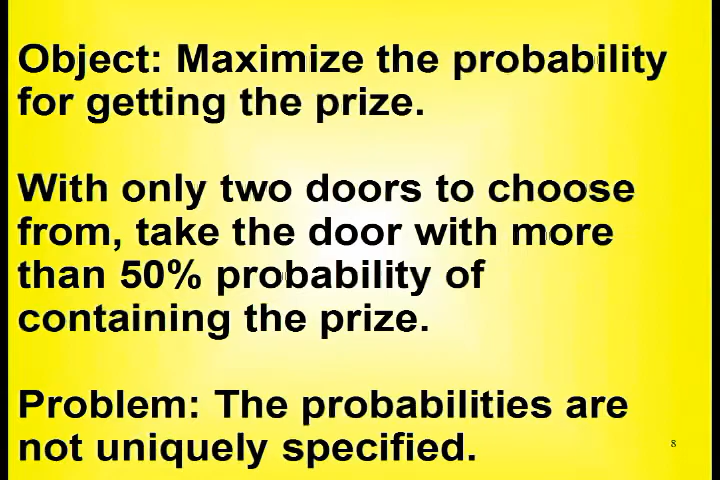 Object: Maximize the probability
for getting the prize.
With only two doors to choose
from, take the door with more
than 50% probability of
containing the prize.
Problem: The probabilities are
not uniquely specified.
8